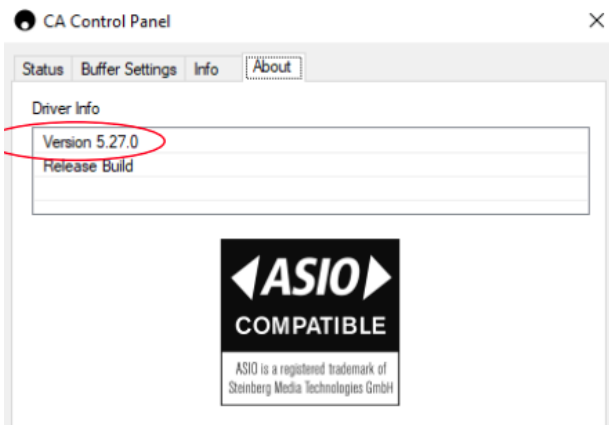 CA Control Panel
Status Buffer Settings Info About
Driver Info
Version 5.27.0
Release Build
ASIO
COMPATIBLE
ASIO is a registered trademark of
Steinberg Media Technologies GmbH